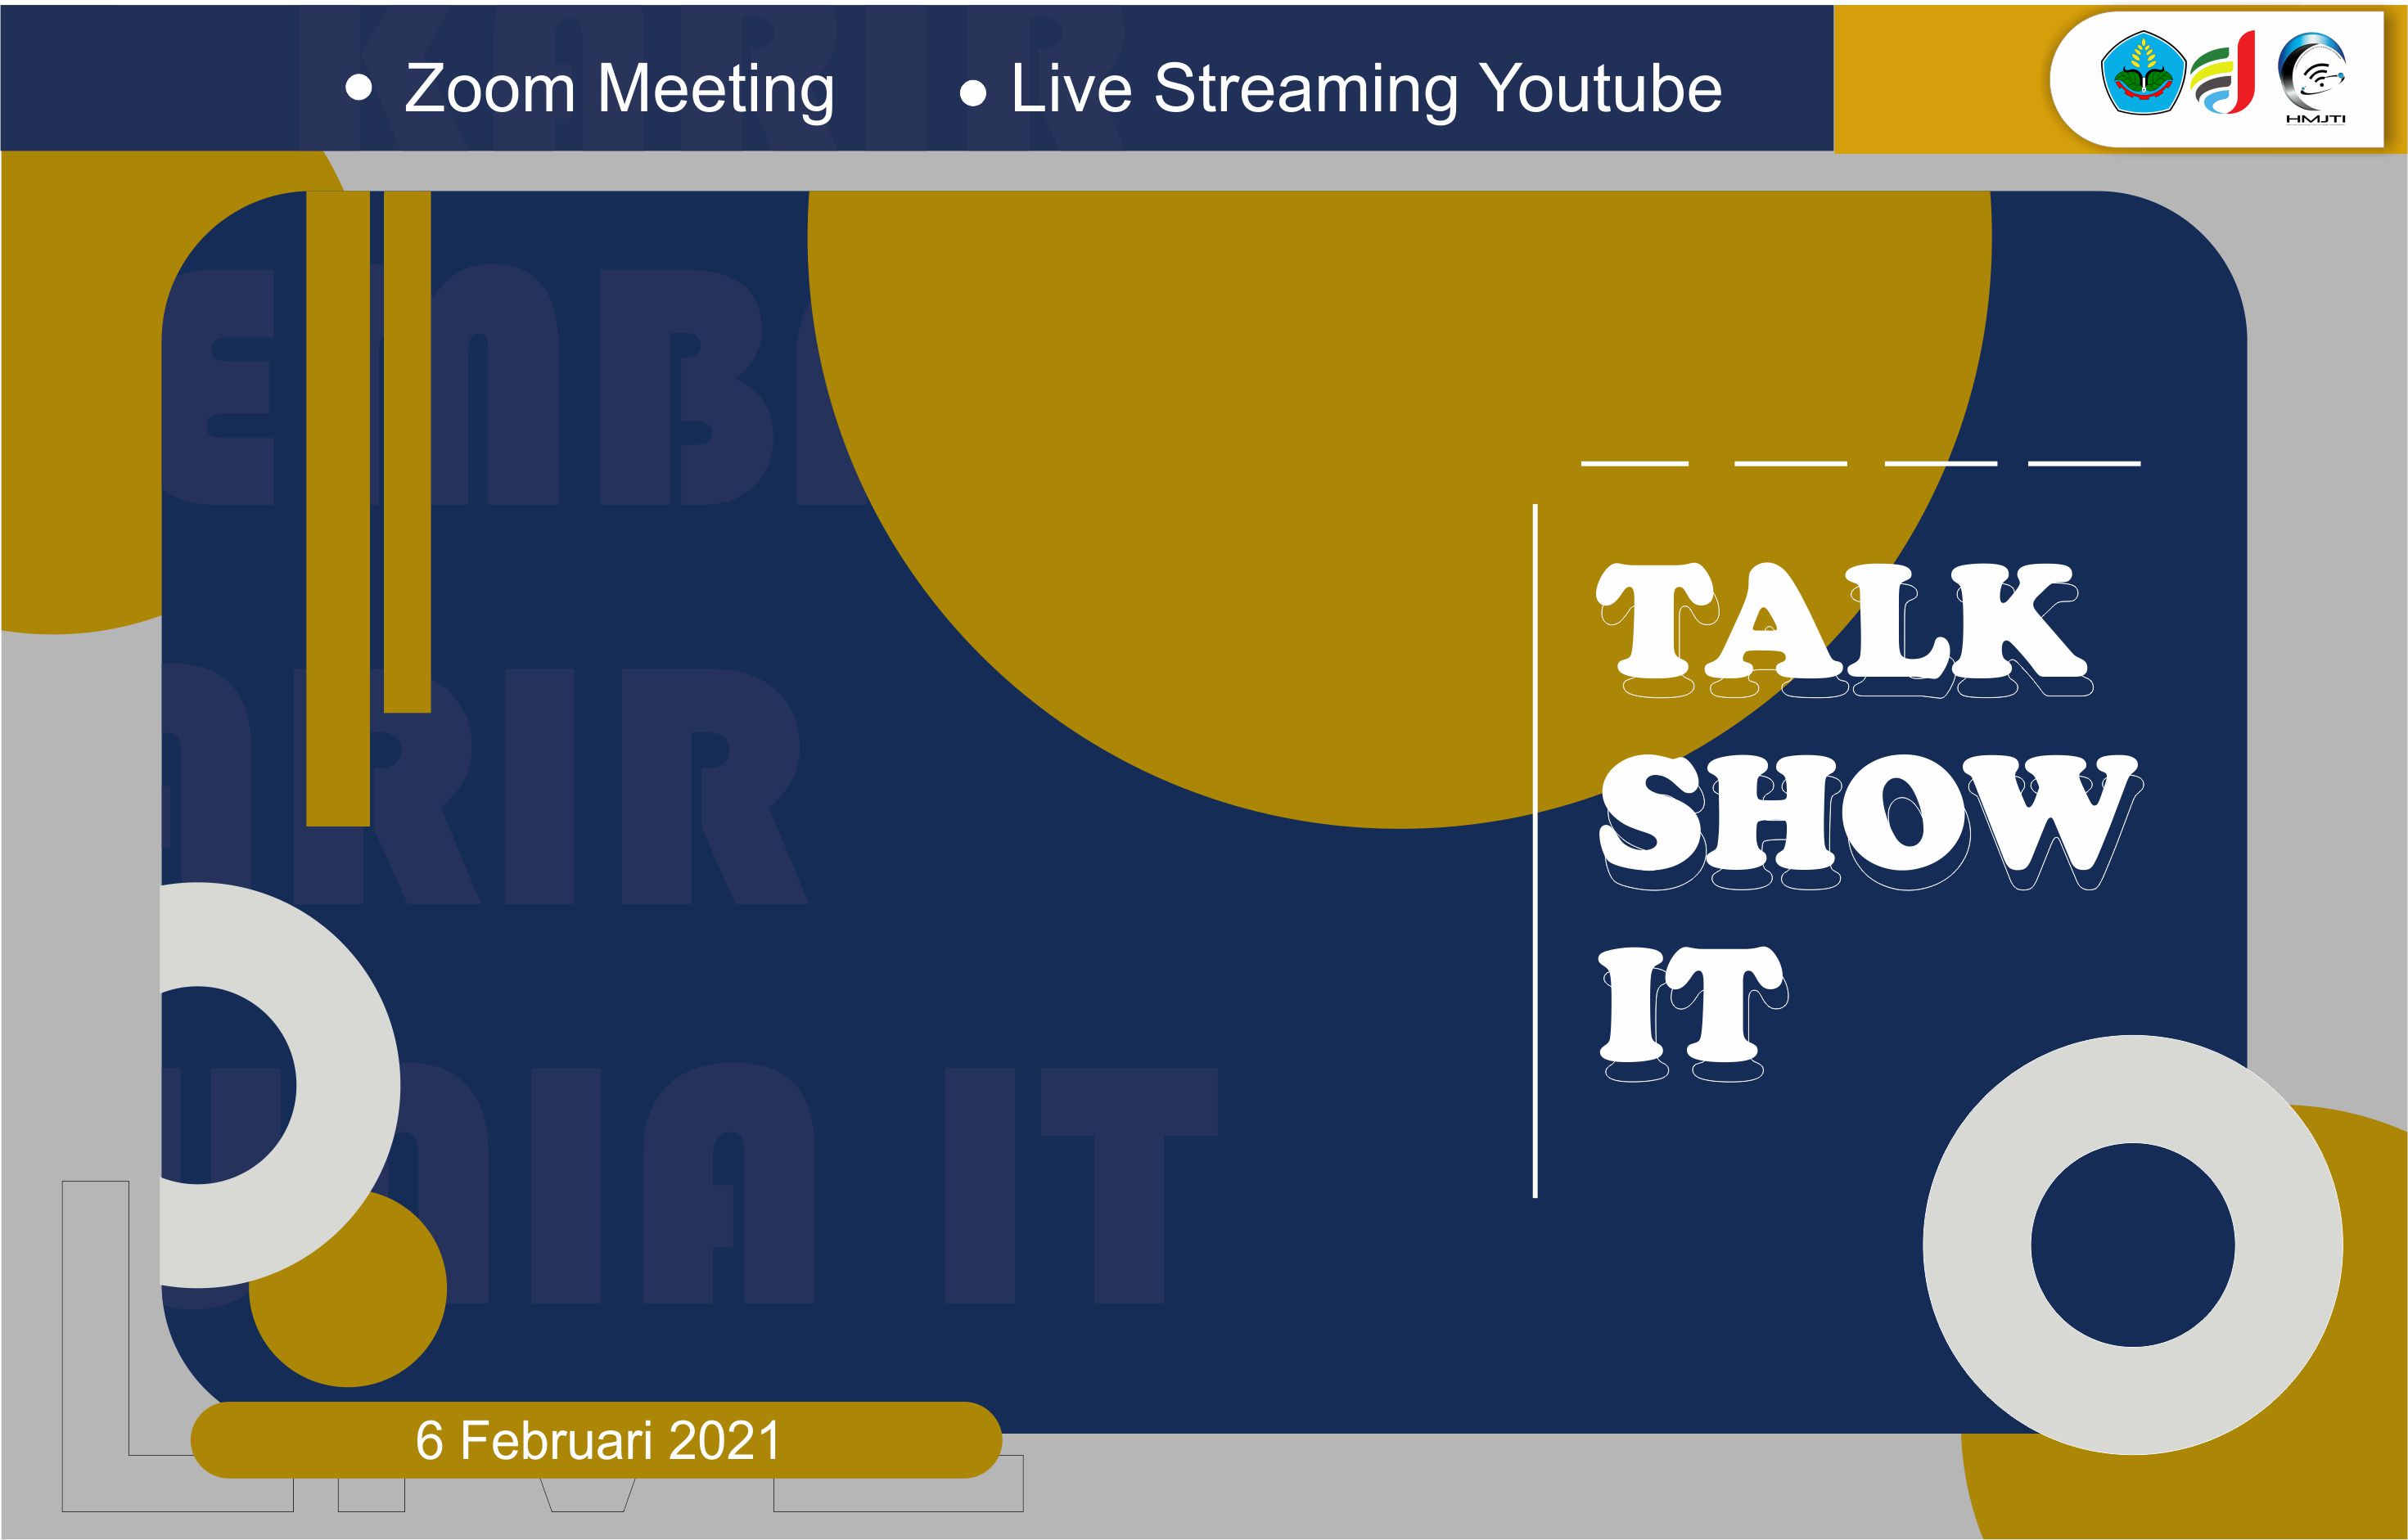 Zoom Meeting
Live Streaming Youtube
HMJTI
TALK
SHOW
IT
6 Februari 2021